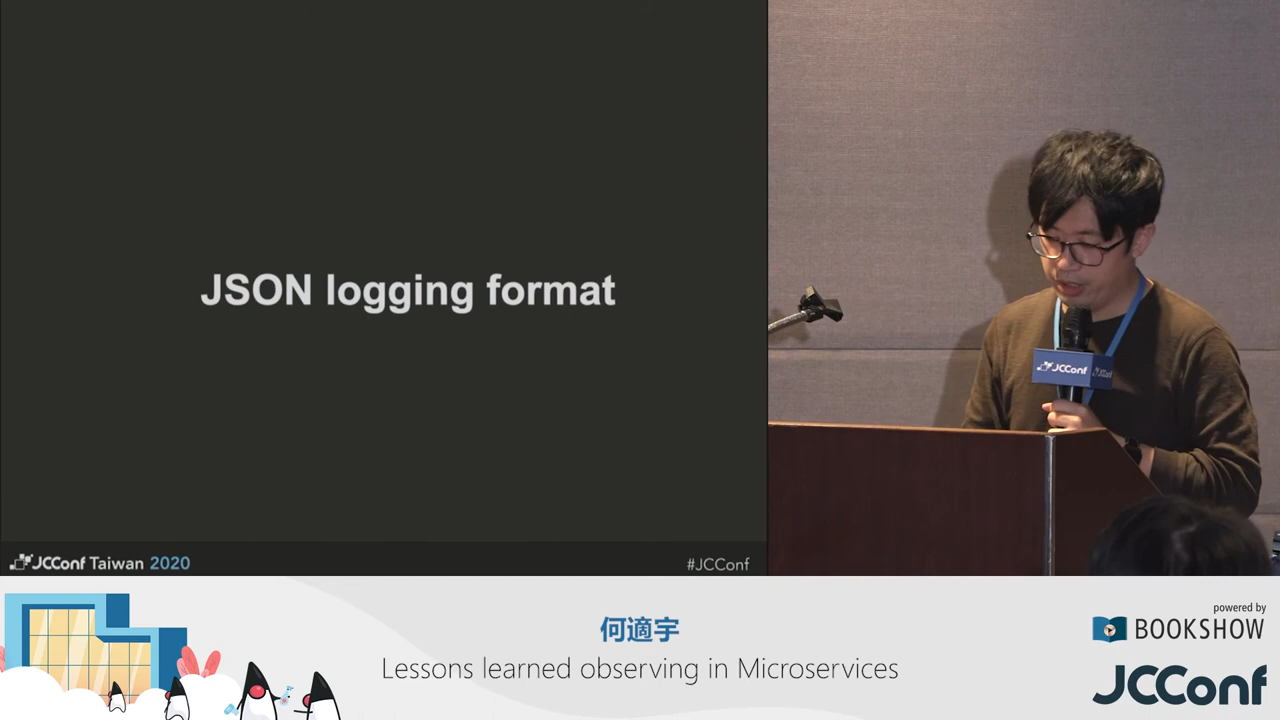 JSON logging format
JCConf Taiwan 2020
#JCConf
JCConf
JCConf
何適宇
Lessons learned observing in Microservices
powered by
BOOKSHOW
JCConf